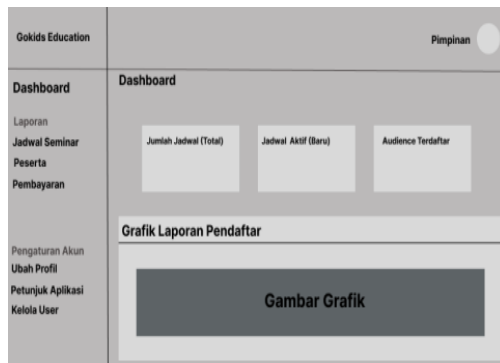 Gokids Education
Pimpinan
Dashboard
Laporan
Jadwal Seminar
Peserta
Pembayaran
Pengaturan Akun
Ubah Profil
Petunjuk Aplikasi
Kelola User
Dashboard
Jumlah Jadwal (Total)
Jadwal Aktif (Baru)
Audience Terdaftar
Grafik Laporan Pendaftar
Gambar Grafik